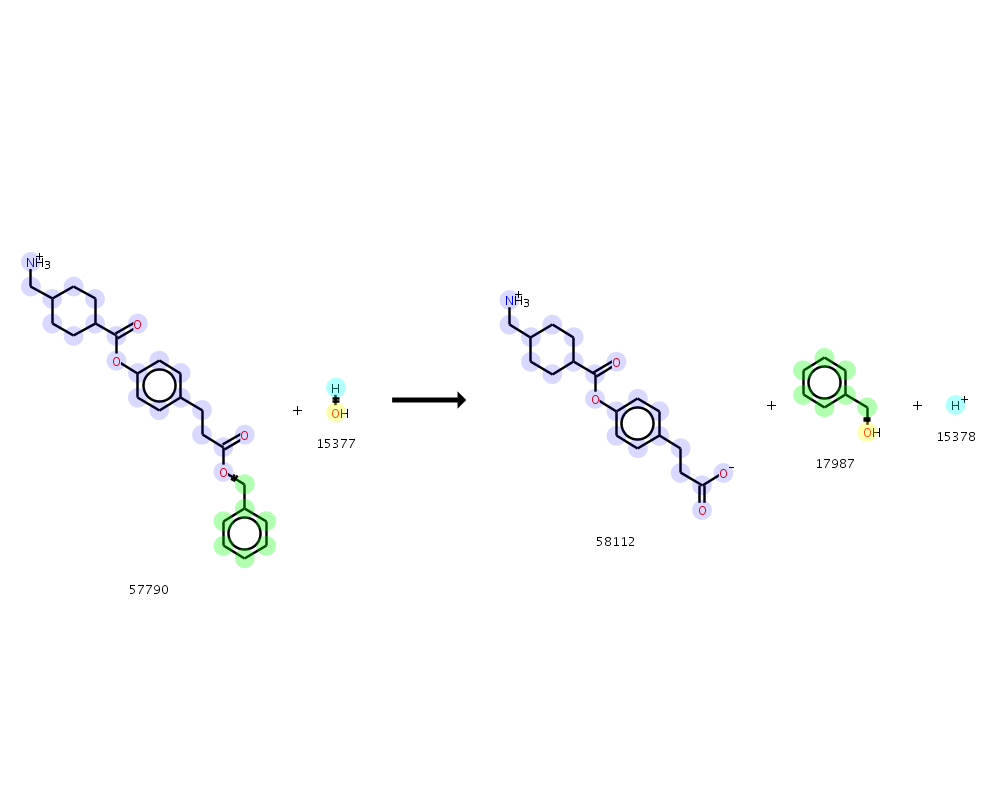 NH3+
O
O
O
O
57790
+
H
OH
15377
NH3+
O
O
O-
O
58112
+
OH
17987
+
H+
15378